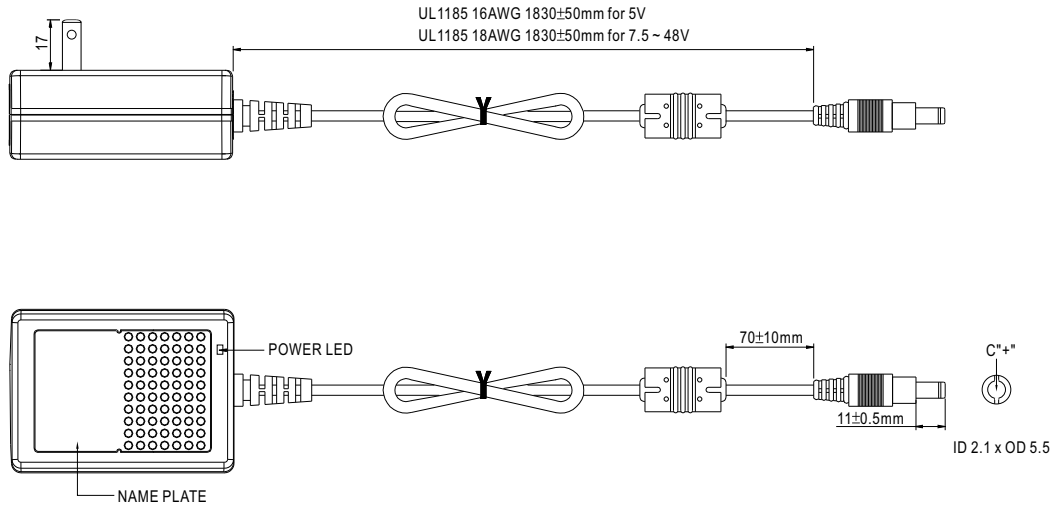 UL1185 16AWG 1830±50mm for 5V
UL1185 18AWG 1830±50mm for 7.5 ~ 48V
17
POWER LED
70±10mm
C"+"
11±0.5mm
ID 2.1 x OD 5.5
NAME PLATE